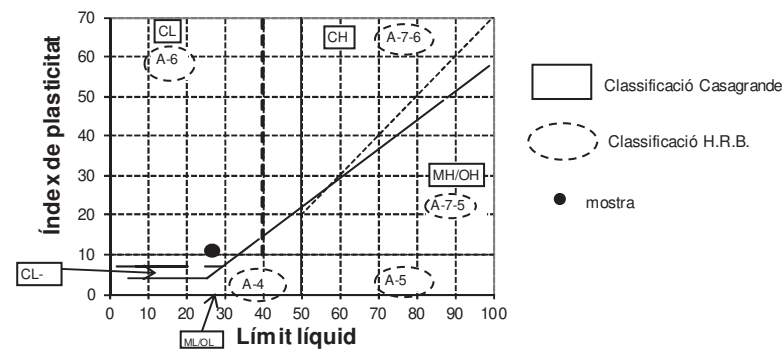 Índex de plasticitat
70
60
50
40
30
20
10
0
CL
A-6
CH
A-7-6
MH/OH
A-7-5
A-4
A-5
CL-
ML/OL
0 10 20 30 40 50 60 70 80 90 100
Límit líquid
Classificació Casagrande
Classificació H.R.B.
mostra